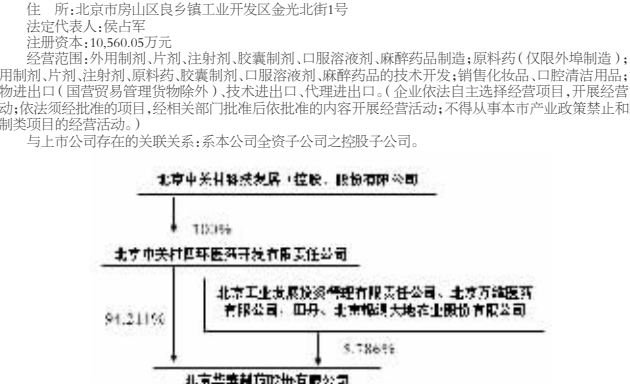 住 所:北京市房山区良乡镇工业开发区金光北街1号
法定代表人:侯占军
注册资本:10,560.05万元
经营范围:外用制剂、片剂、注射剂、胶囊制剂、口服溶液剂、麻醉药品制造;原料药(仅限外埠制造);
用制剂、片剂、注射剂、原料药、胶囊制剂、口服溶液剂、麻醉药品的技术开发;销售化妆品、口腔清洁用品;
物进出口(国营贸易管理货物除外)、技术进出口、代理进出口。(企业依法自主选择经营项目,开展经营
动;依法须经批准的项目,经相关部门批准后依批准的内容开展经营活动;不得从事本市产业政策禁止和
制类项目的经营活动。)
与上市公司存在的关联关系:系本公司全资子公司之控股子公司。
北京中关村科技发展(控股)股份有限公司
100%
北京中关村四环医药开发有限责任公司
北京工业发展投资管理有限责任公司、北京万峰医药
有限公司、田丹、北京锦绣大地农业股份有限公司
94.211%
5.786%
北京华素制药股份有限公司